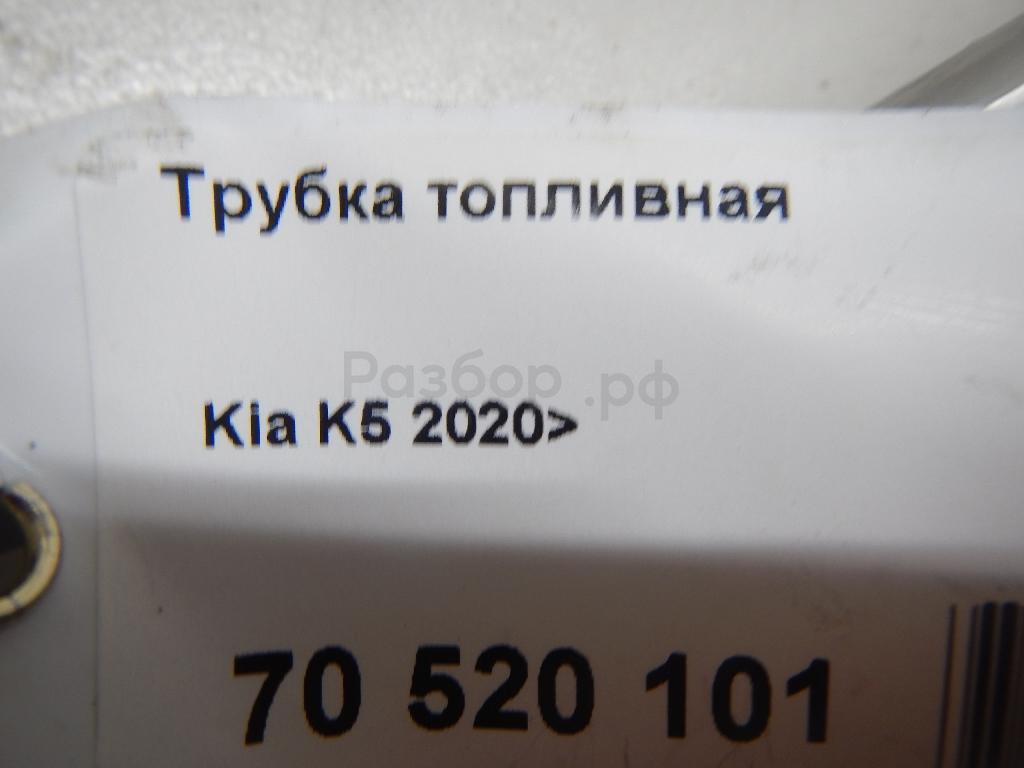 Трубка топливная
Разбор.рф
Kia K5 2020>
70 520 101